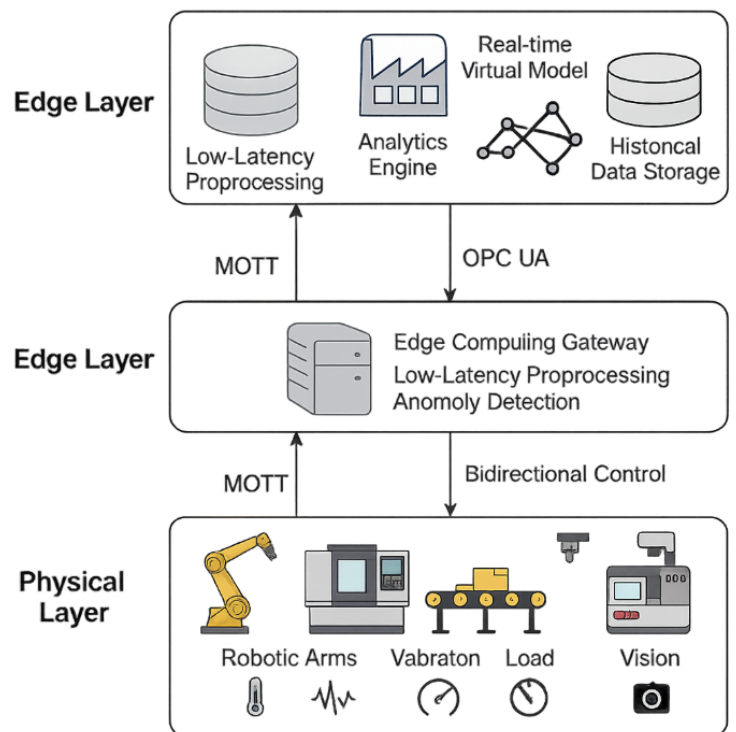 Edge Layer
Low-Latency
Proprocessing
Analytics
Engine
Real-time
Virtual Model
Histoncal
Data Storage
MOTT
OPC UA
Edge Layer
Edge Compuling Gateway
Low-Latency Proprocessing
Anomoly Detection
MOTT
Bidirectional Control
Physical
Layer
Robotic Arms
Vabraton
Load
Vision